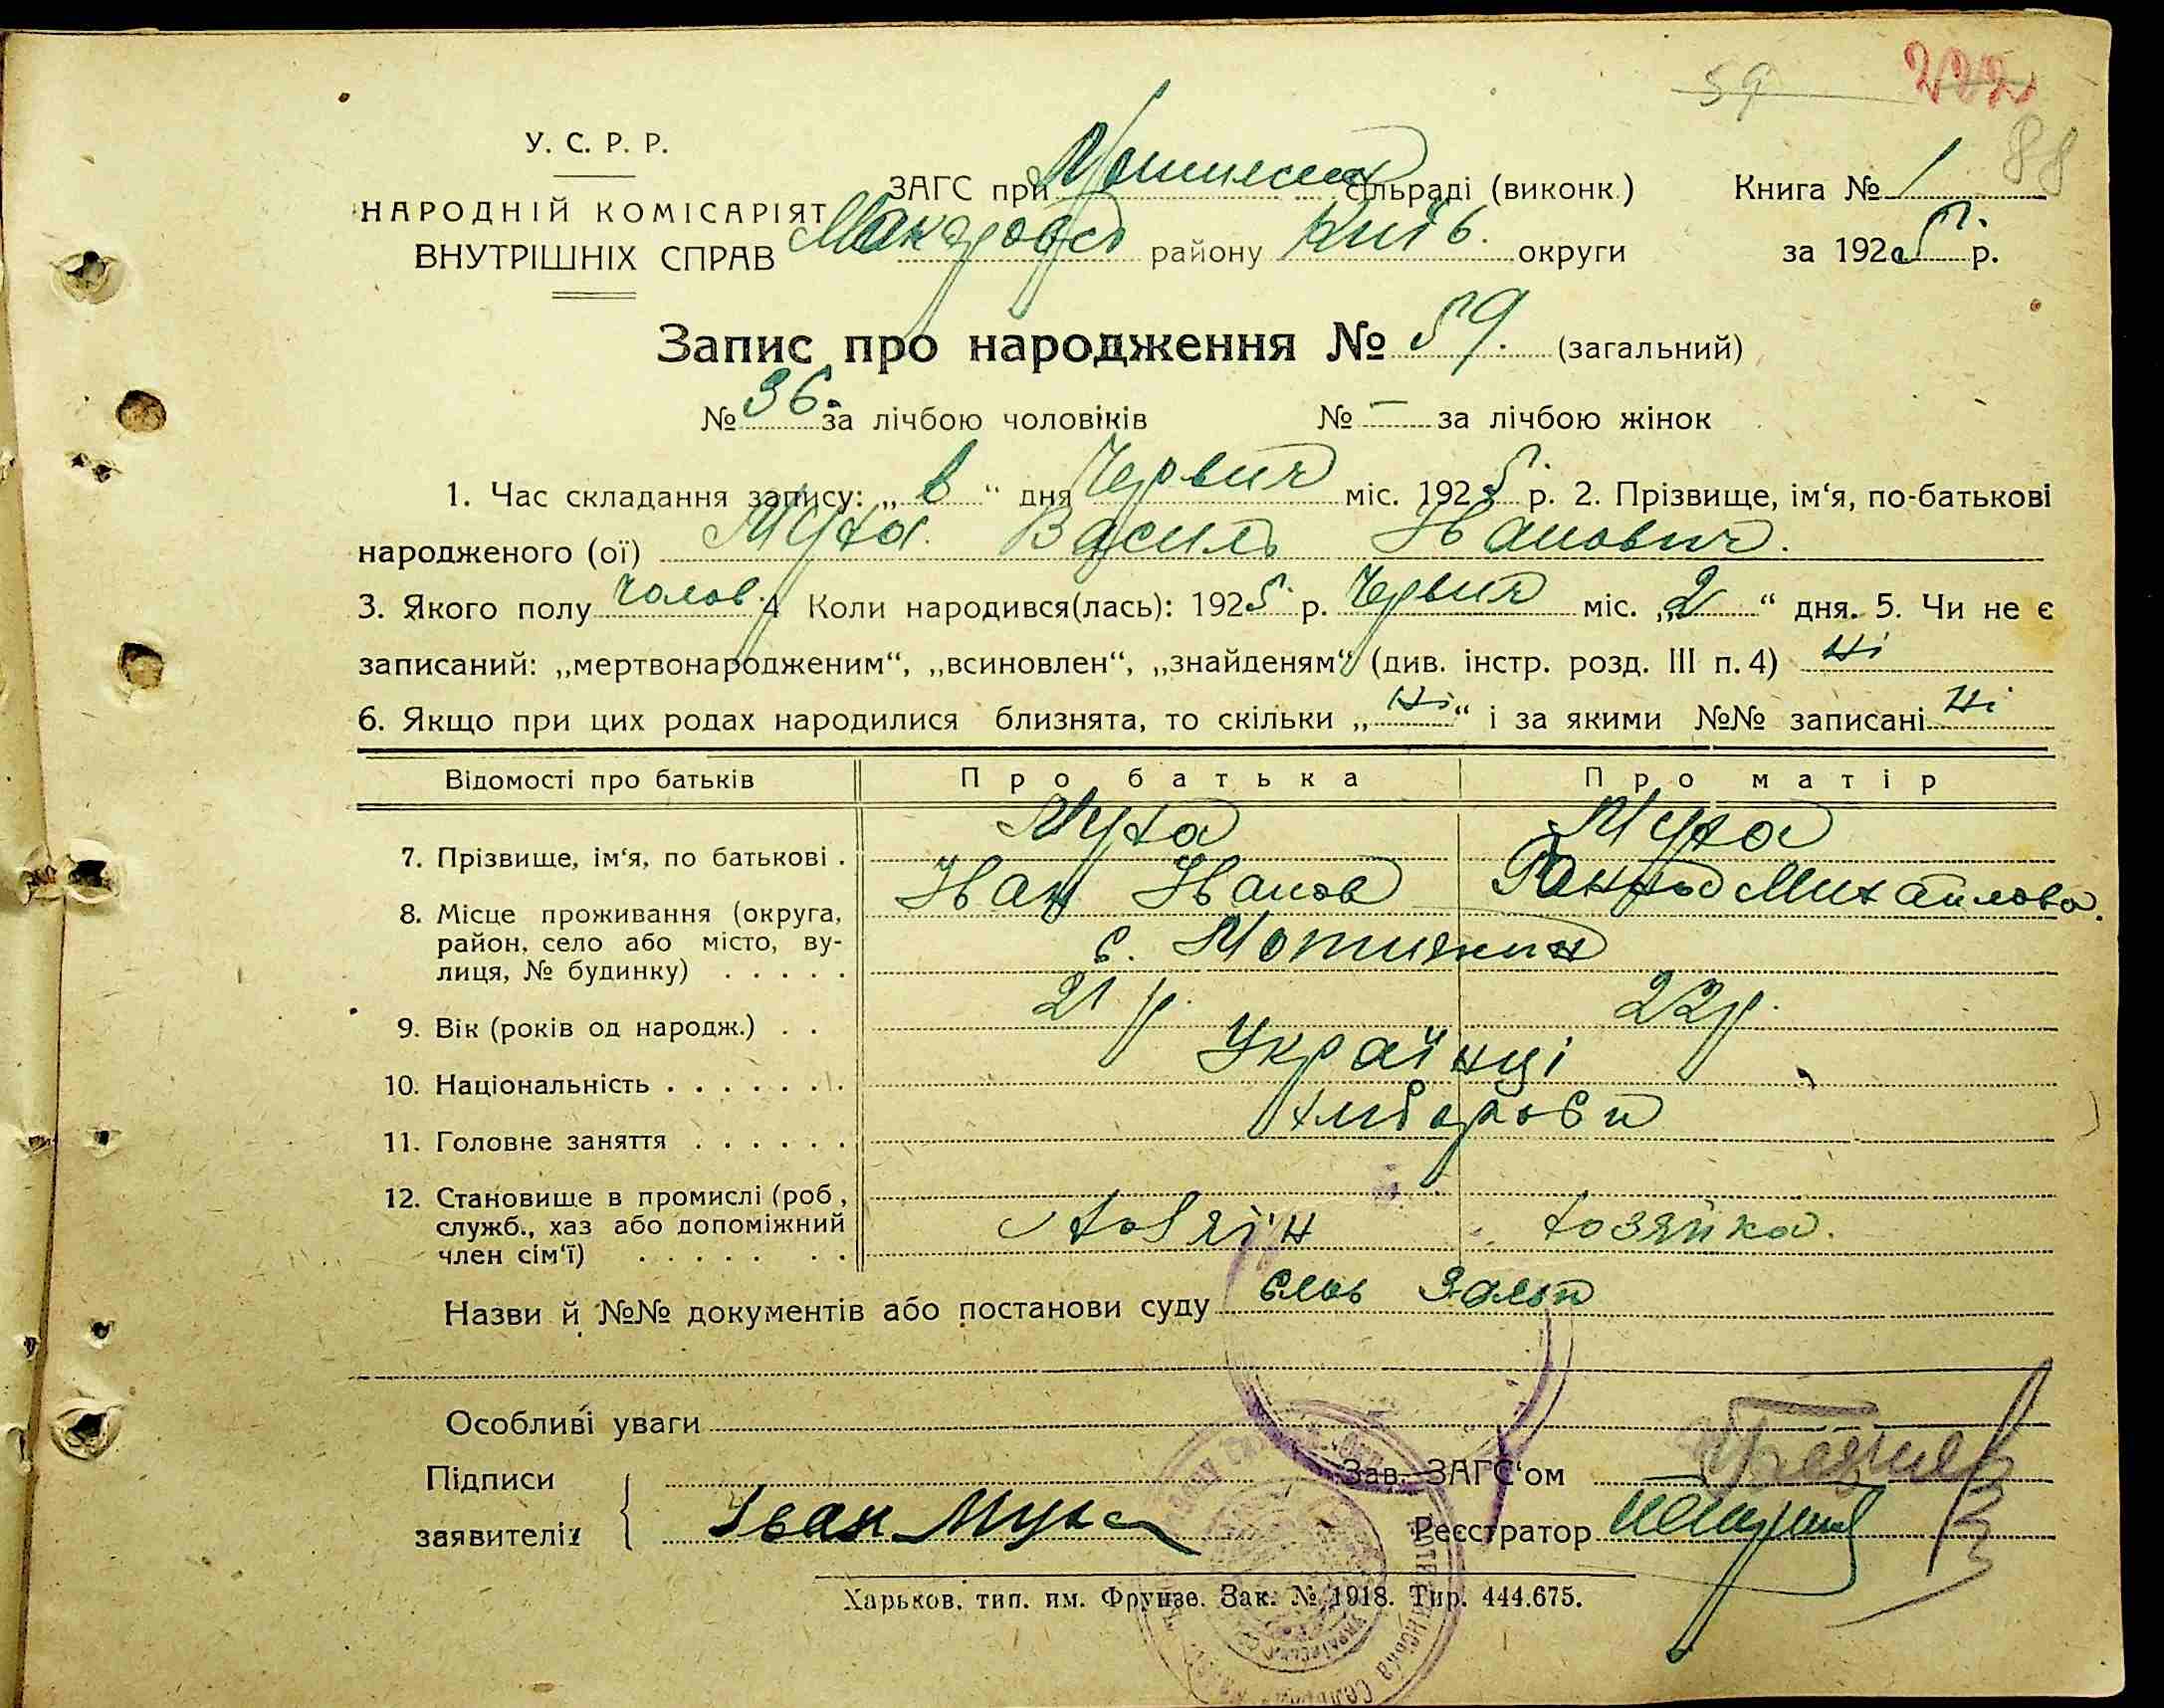 59 222
88
У. С. Р. Р.
НАРОДНІЙ КОМІСАРІЯТ
ВНУТРІШНІХ СПРАВ
ЗАГС при сільраді (виконк.) Книга № 1
Макаровс району Київ. округи за 1925 р.
Запис про народження № 59. (загальний)
№ 36. за лічбою чоловіків № – за лічбою жінок
1. Час складання запису: „ 6 “ дня Червня міс. 1925 р. 2. Прізвище, ім‘я, по-батькові
народженого (ої) Муха Василь Іванович.
3. Якого полу чолов. 4 Коли народився(лась): 1925 р. Червня міс. „ 2 “ дня. 5. Чи не є
записаний: „мертвонародженим“, „всиновлен“, „знайденям“ (див. інстр. розд. III п. 4) Ні
6. Якщо при цих родах народилися близнята, то скільки „ Ні “ і за якими №№ записані Ні
Відомості про батьків Про батька Про матір
7. Прізвище, ім‘я, по батькові . Муха Муха
Іван Іванов Ганна Михайлова.
8. Місце проживання (округа,
район, село або місто, ву-
лиця, № будинку) . . . . . с. Мотижин
9. Вік (років од народж.) . . 21 р. 22 р.
10. Національність . . . . . . . Українці
11. Головне заняття . . . . . . Хлібороби
12. Становище в промислі (роб ,
служб., хаз або допоміжний
член сім‘ї) . . . . . . . хазяїн хозяйка.
Назви й №№ документів або постанови суду слов заяв
Особливі уваги
Підписи
заявителів Іван Муха
Зав. ЗАГС‘ом
Реєстратор
Харьков. тип. им. Фрунзе. Зак. № 1918. Тир. 444.675.